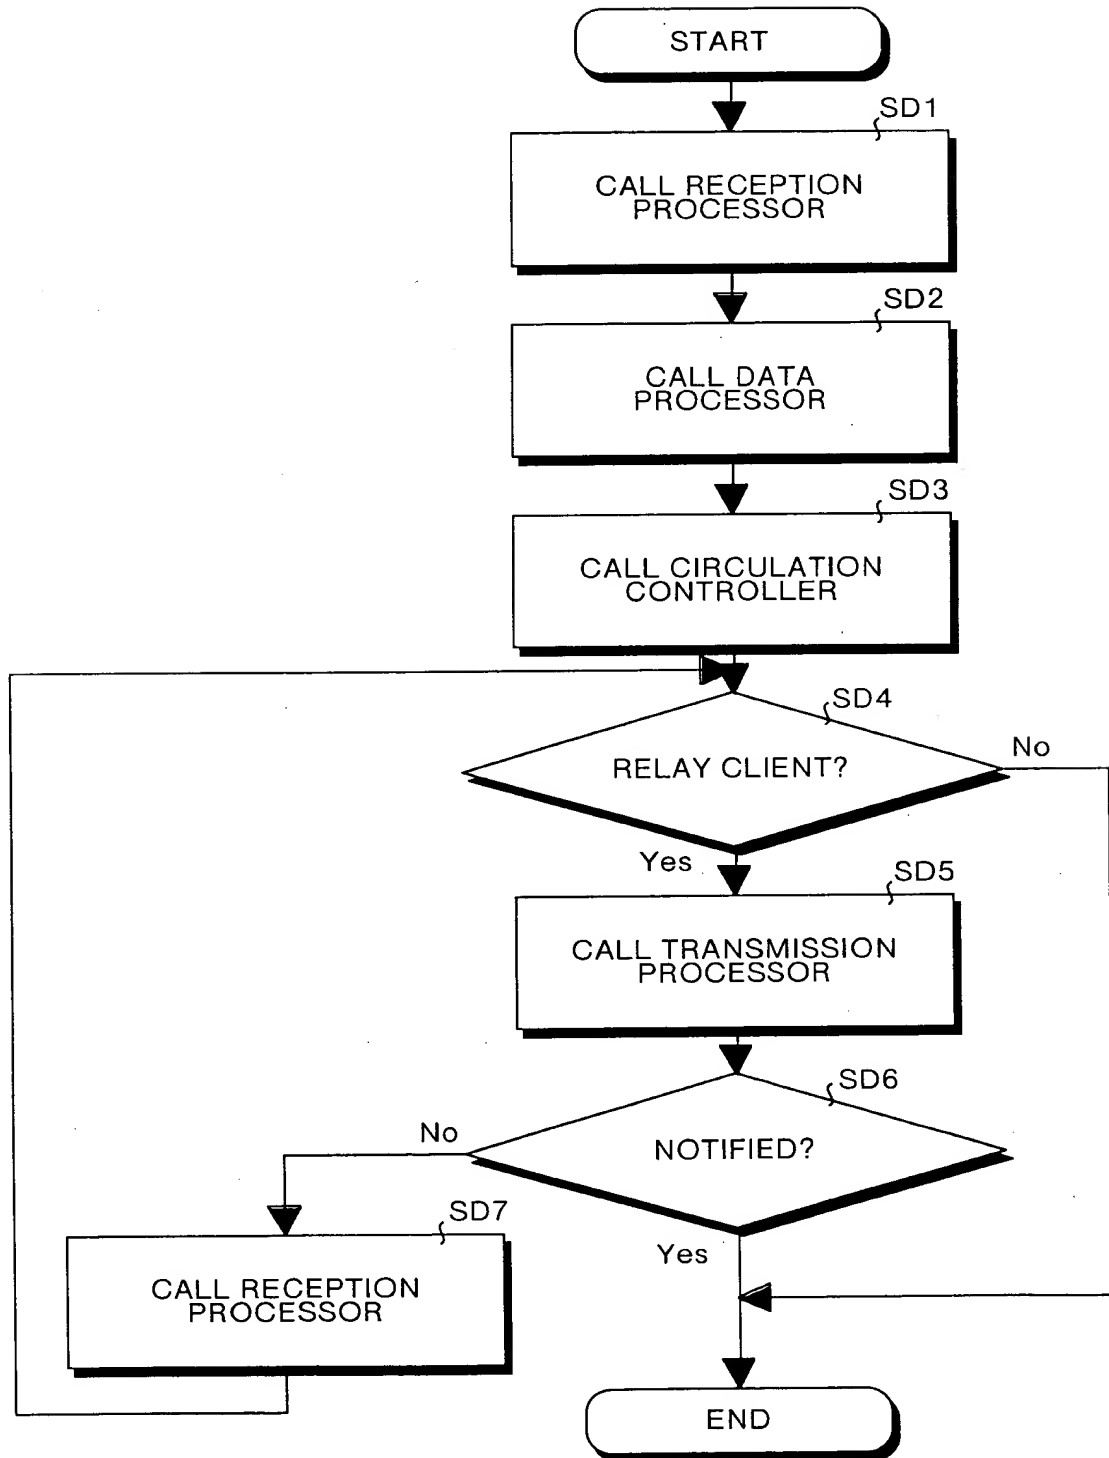 START
SD1
CALL RECEPTION
PROCESSOR
SD2
CALL DATA
PROCESSOR
SD3
CALL CIRCULATION
CONTROLLER
SD4
RELAY CLIENT?
No
Yes
SD5
CALL TRANSMISSION
PROCESSOR
SD6
NOTIFIED?
No
Yes
SD7
CALL RECEPTION
PROCESSOR
END